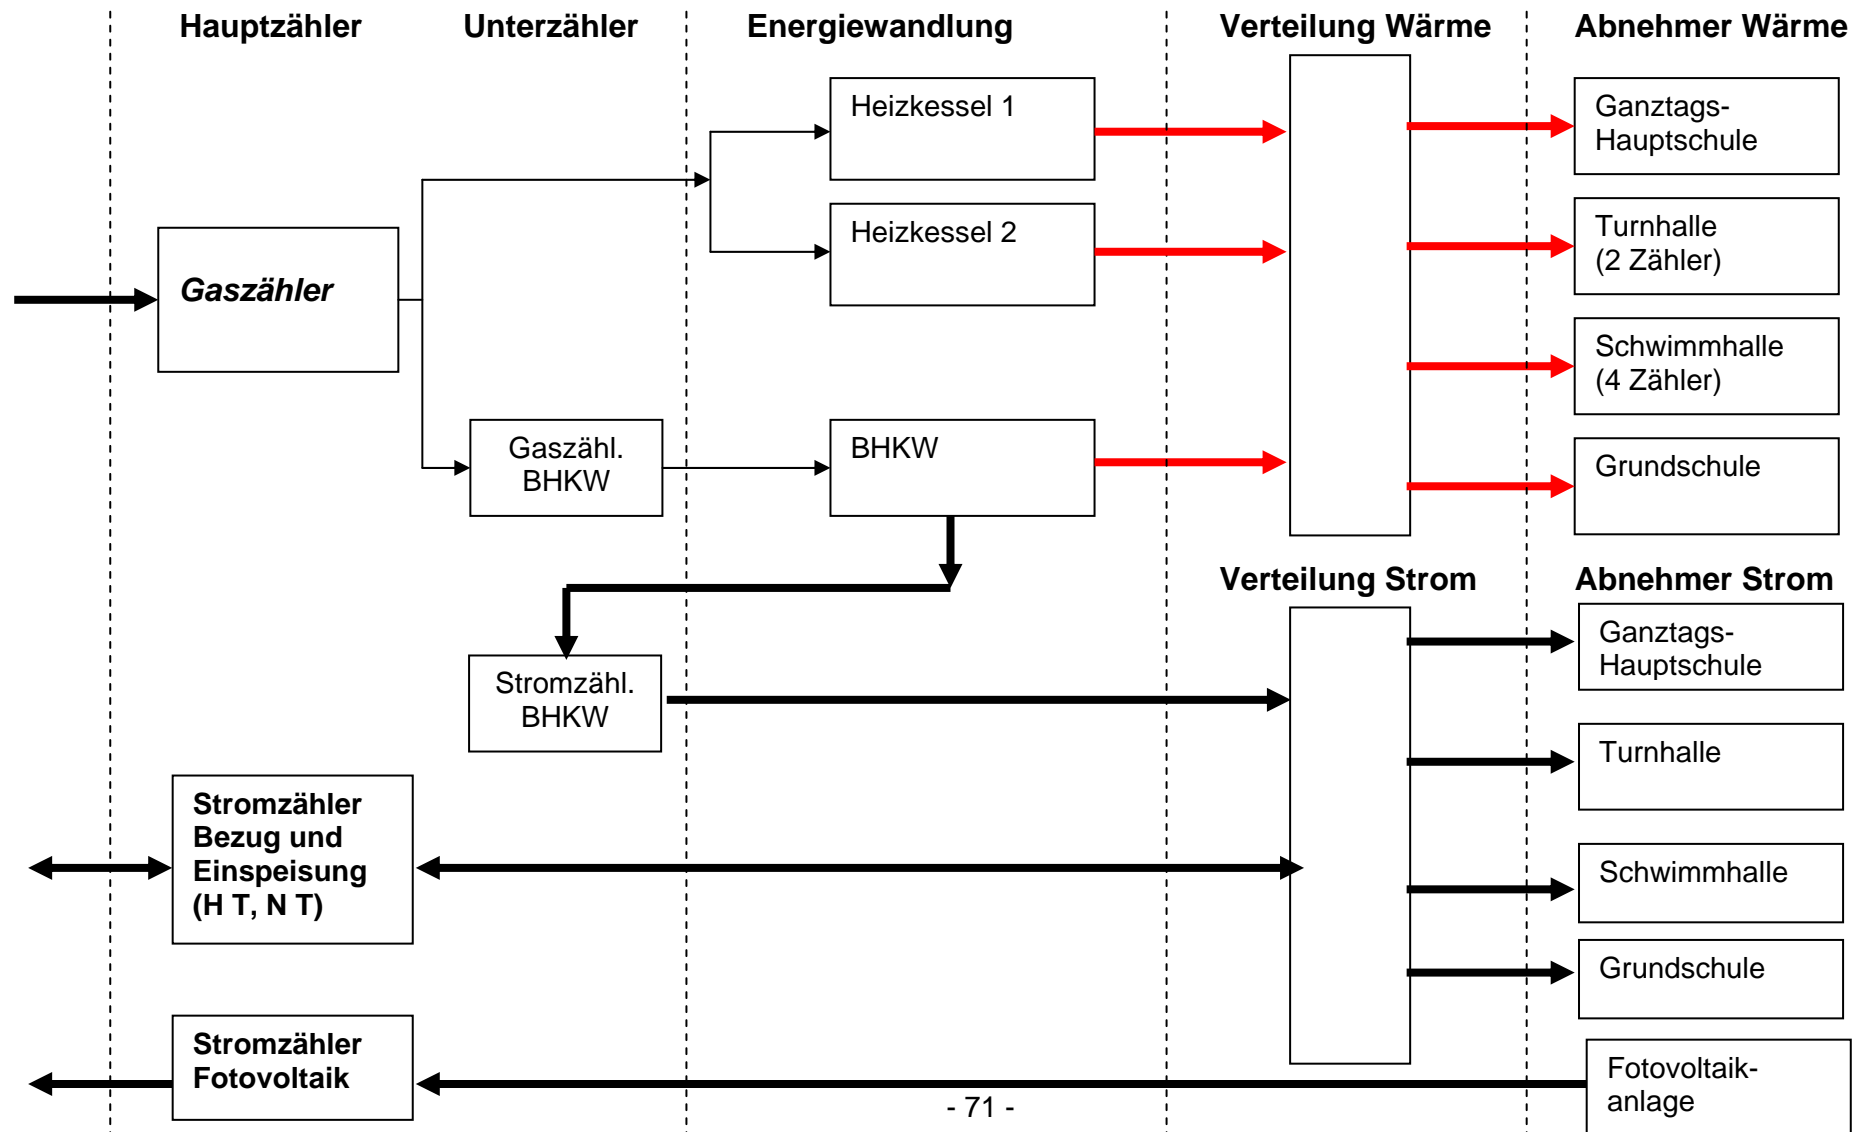 Hauptzähler
Unterzähler
Energiewandlung
Verteilung Wärme
Abnehmer Wärme
Heizkessel 1
Ganztags-
Hauptschule
Heizkessel 2
Turnhalle
(2 Zähler)
Gaszähler
Schwimmhalle
(4 Zähler)
Gaszähl.
BHKW
BHKW
Grundschule
Verteilung Strom
Abnehmer Strom
Ganztags-
Hauptschule
Stromzähl.
BHKW
Turnhalle
Stromzähler
Bezug und
Einspeisung
(H T, N T)
Schwimmhalle
Grundschule
Stromzähler
Fotovoltaik
Fotovoltaik-
anlage
- 71 -